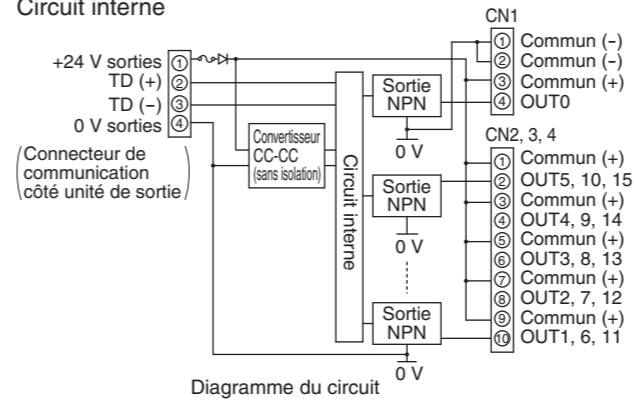 Circuit interne
+24 V sorties ①
TD (+) ②
TD (−) ③
0 V sorties ④
(Connecteur de
communication
côté unité de sortie)
Convertisseur
CC-CC
(sans isolation)
Circuit interne
Sortie
NPN
0 V
Sortie
NPN
0 V
Sortie
NPN
0 V
CN1
① Commun (−)
② Commun (−)
③ Commun (+)
④ OUT0
CN2, 3, 4
① Commun (+)
② OUT5, 10, 15
③ Commun (+)
④ OUT4, 9, 14
⑤ Commun (+)
⑥ OUT3, 8, 13
⑦ Commun (+)
⑧ OUT2, 7, 12
⑨ Commun (+)
⑩ OUT1, 6, 11
Diagramme du circuit